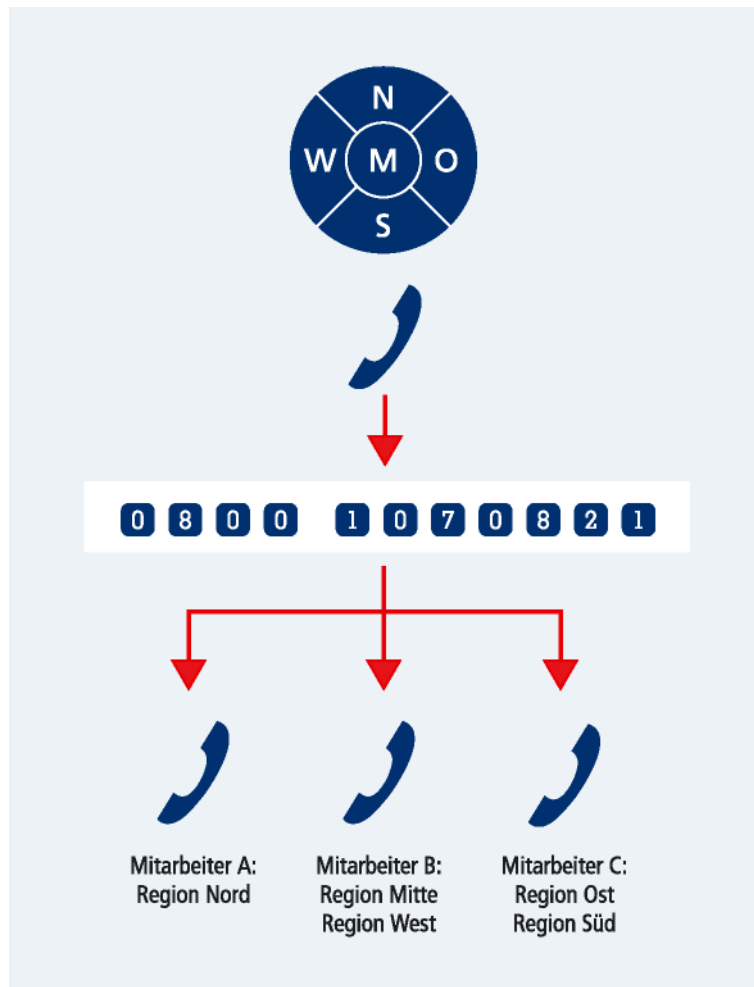 N
W M O
S
0800 1070821
Mitarbeiter A:
Region Nord
Mitarbeiter B:
Region Mitte
Region West
Mitarbeiter C:
Region Ost
Region Süd